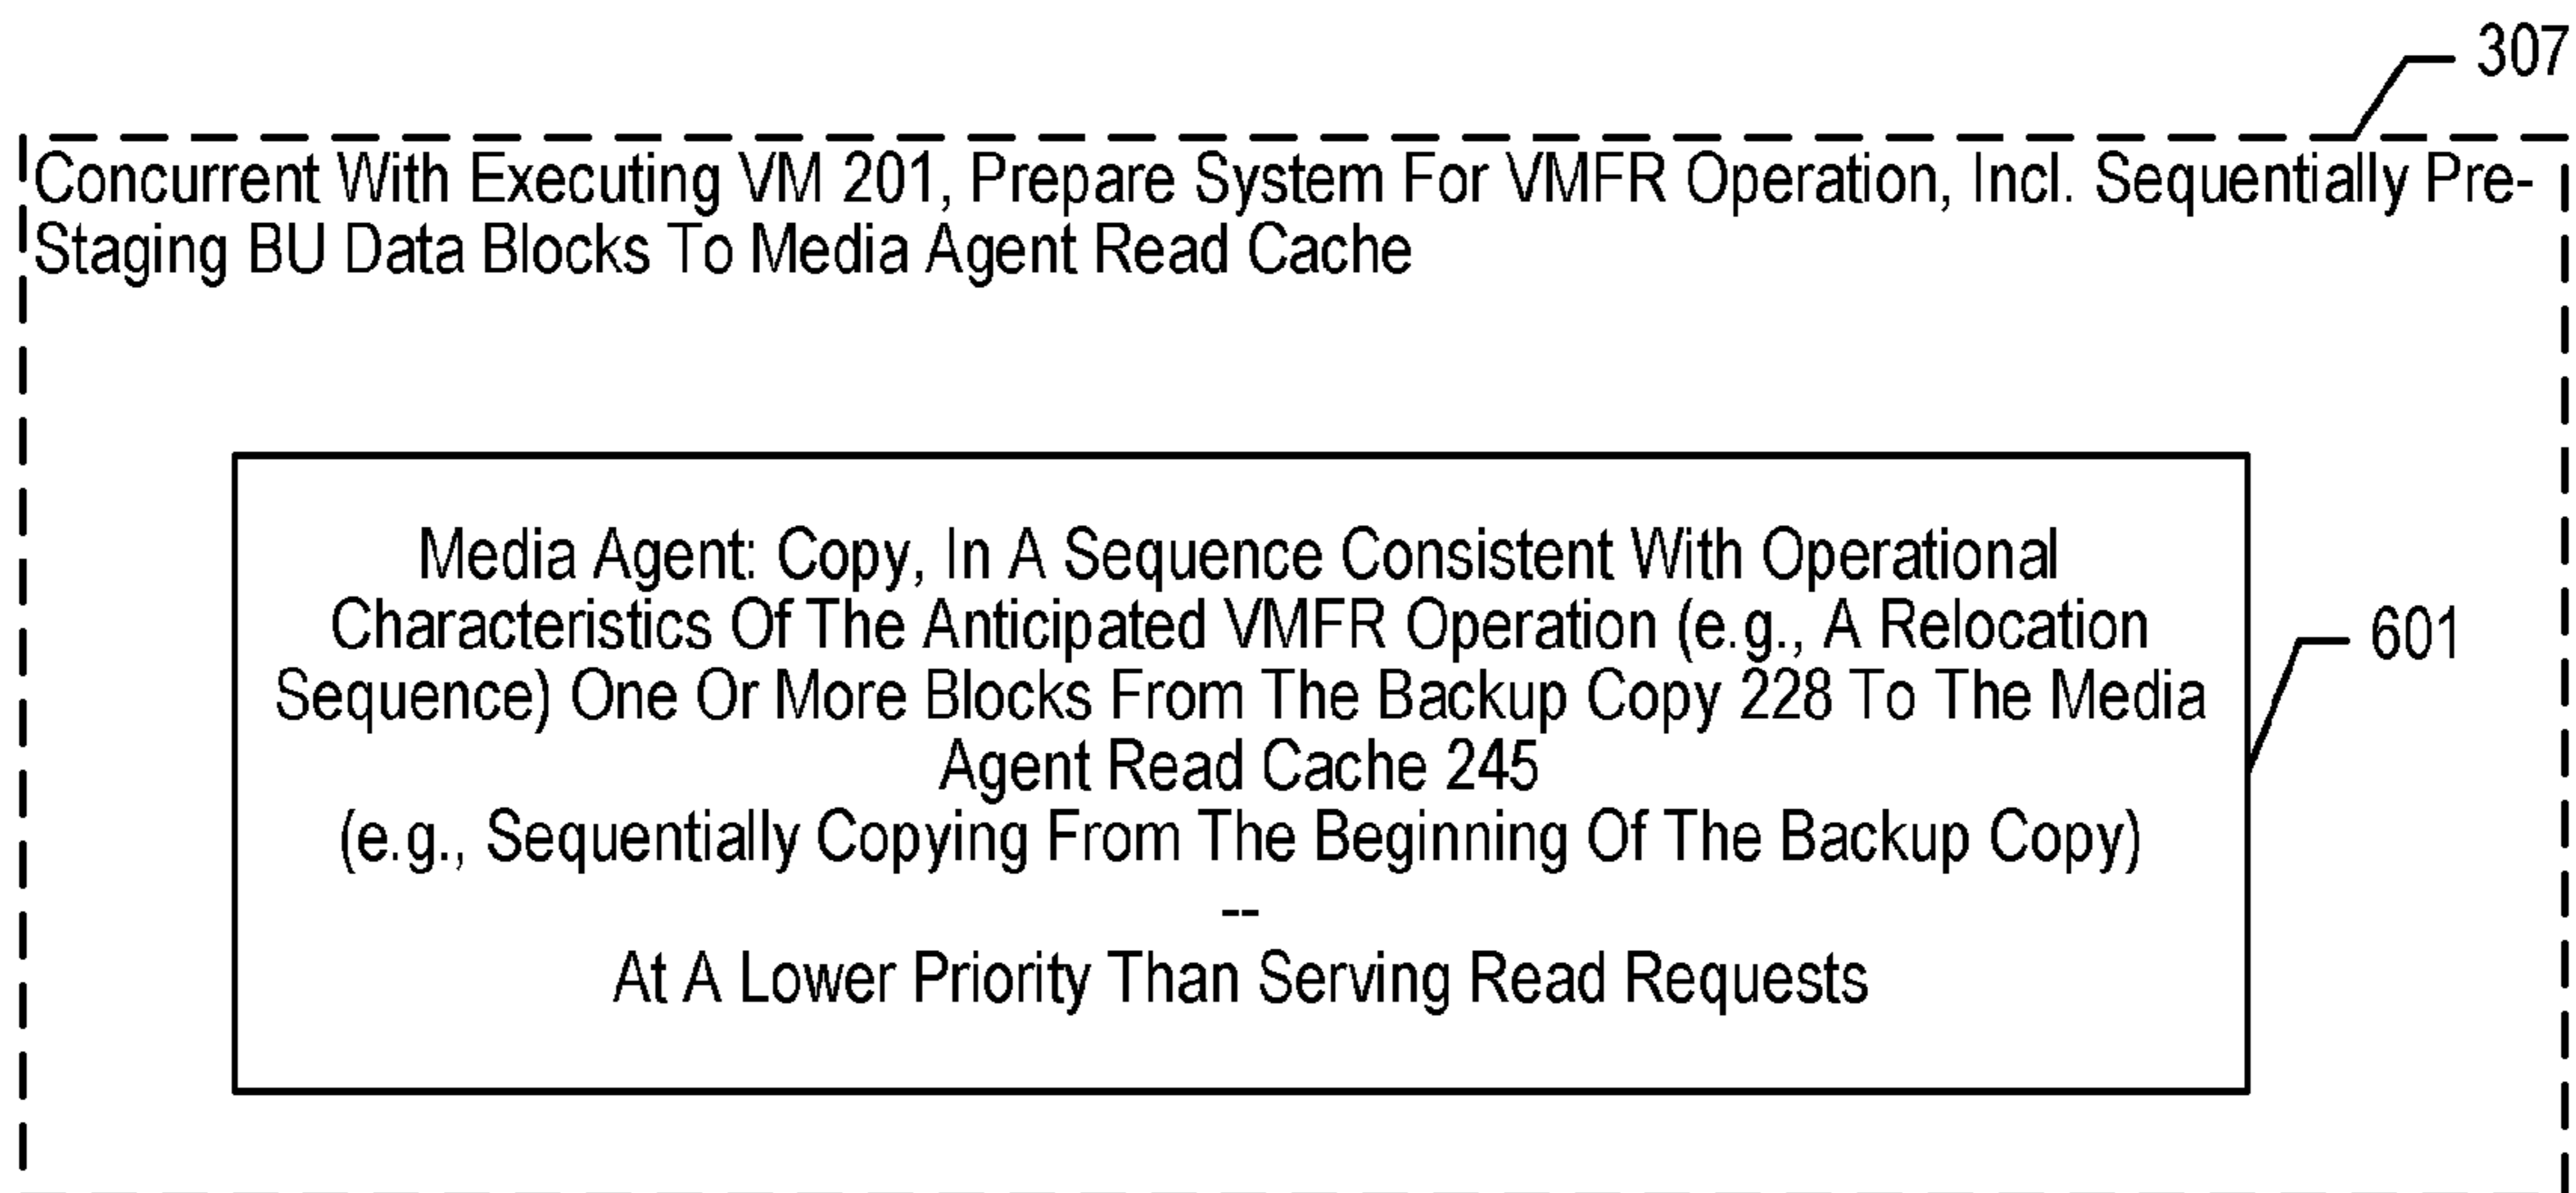 307
Concurrent With Executing VM 201, Prepare System For VMFR Operation, Incl. Sequentially Pre-
Staging BU Data Blocks To Media Agent Read Cache
Media Agent: Copy, In A Sequence Consistent With Operational
Characteristics Of The Anticipated VMFR Operation (e.g., A Relocation
Sequence) One Or More Blocks From The Backup Copy 228 To The Media
Agent Read Cache 245
(e.g., Sequentially Copying From The Beginning Of The Backup Copy)
--
At A Lower Priority Than Serving Read Requests
601